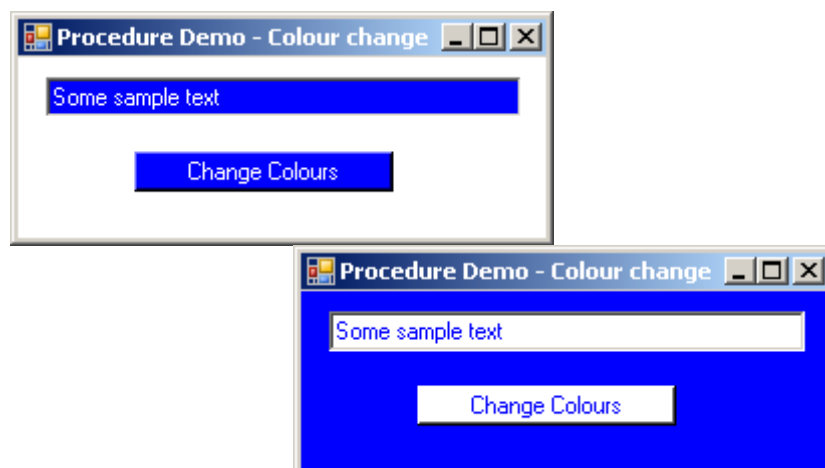 Procedure Demo - Colour change
Some sample text
Change Colours
Procedure Demo - Colour change
Some sample text
Change Colours